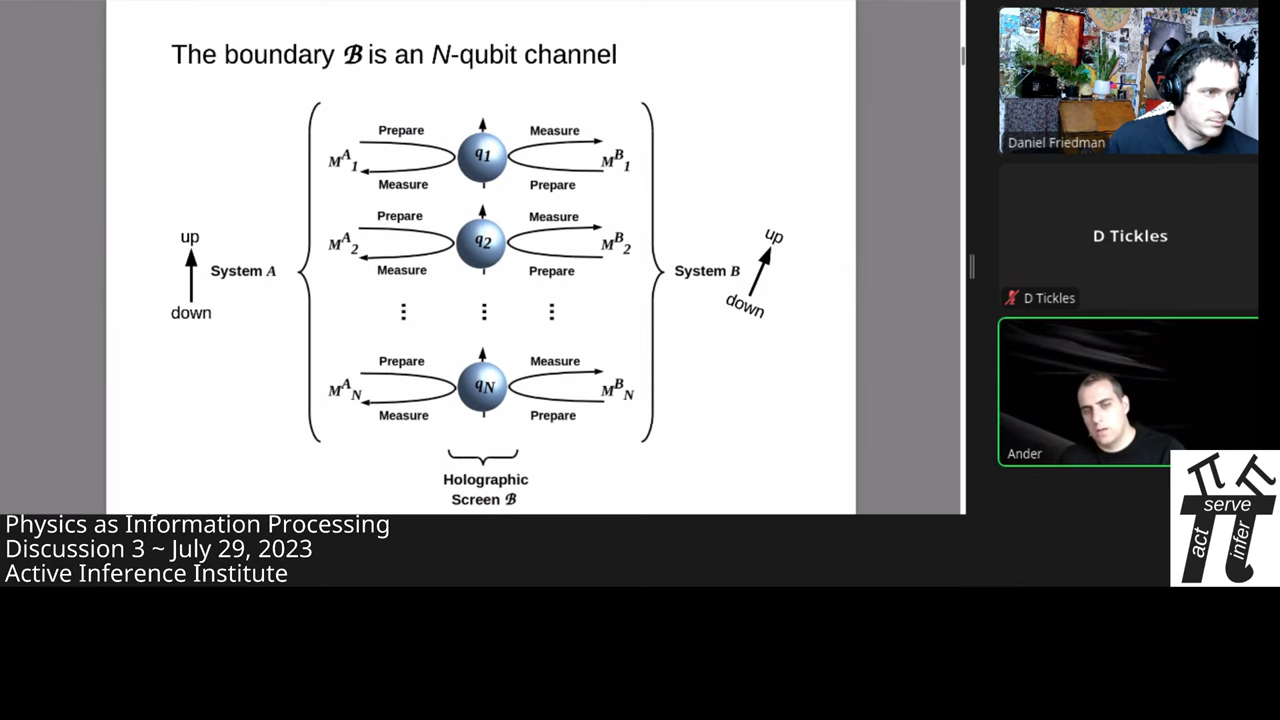 The boundary ℬ is an N-qubit channel
Prepare
Measure
q1
M^A_1
M^B_1
Measure
Prepare
Prepare
Measure
q2
M^A_2
M^B_2
Measure
Prepare
up
System A
down
System B
up
down
⋮ ⋮ ⋮
Prepare
Measure
qN
M^A_N
M^B_N
Measure
Prepare
Holographic
Screen ℬ
Daniel Friedman
D Tickles
D Tickles
Ander
Physics as Information Processing
Discussion 3 ~ July 29, 2023
Active Inference Institute
π π
serve
act
infer